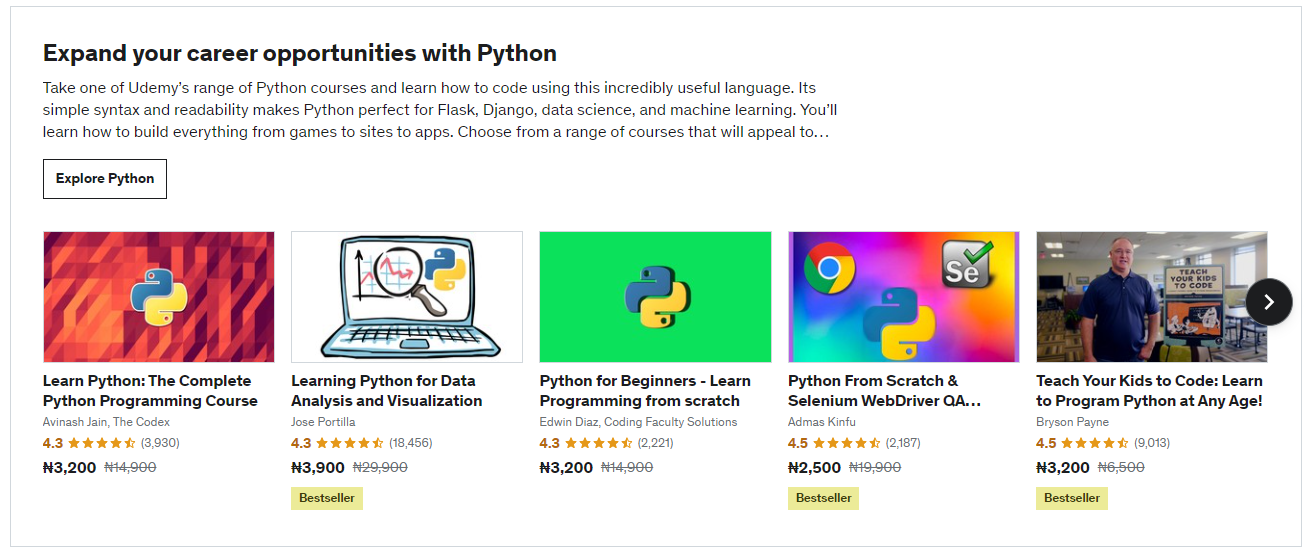 Expand your career opportunities with Python
Take one of Udemy’s range of Python courses and learn how to code using this incredibly useful language. Its
simple syntax and readability makes Python perfect for Flask, Django, data science, and machine learning. You’ll
learn how to build everything from games to sites to apps. Choose from a range of courses that will appeal to…
Explore Python
Se
TEACH
YOUR KIDS
TO CODE
Learn Python: The Complete
Python Programming Course
Avinash Jain, The Codex
4.3 (3,930)
₦3,200 ₦14,900
Learning Python for Data
Analysis and Visualization
Jose Portilla
4.3 (18,456)
₦3,900 ₦29,900
Bestseller
Python for Beginners - Learn
Programming from scratch
Edwin Diaz, Coding Faculty Solutions
4.3 (2,221)
₦3,200 ₦14,900
Python From Scratch &
Selenium WebDriver QA…
Admas Kinfu
4.5 (2,187)
₦2,500 ₦19,900
Bestseller
Teach Your Kids to Code: Learn
to Program Python at Any Age!
Bryson Payne
4.5 (9,013)
₦3,200 ₦6,500
Bestseller